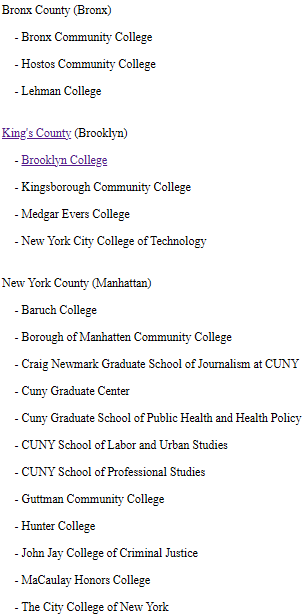 Bronx County (Bronx)
- Bronx Community College
- Hostos Community College
- Lehman College
King's County (Brooklyn)
- Brooklyn College
- Kingsborough Community College
- Medgar Evers College
- New York City College of Technology
New York County (Manhattan)
- Baruch College
- Borough of Manhatten Community College
- Craig Newmark Graduate School of Journalism at CUNY
- Cuny Graduate Center
- Cuny Graduate School of Public Health and Health Policy
- CUNY School of Labor and Urban Studies
- CUNY School of Professional Studies
- Guttman Community College
- Hunter College
- John Jay College of Criminal Justice
- MaCaulay Honors College
- The City College of New York